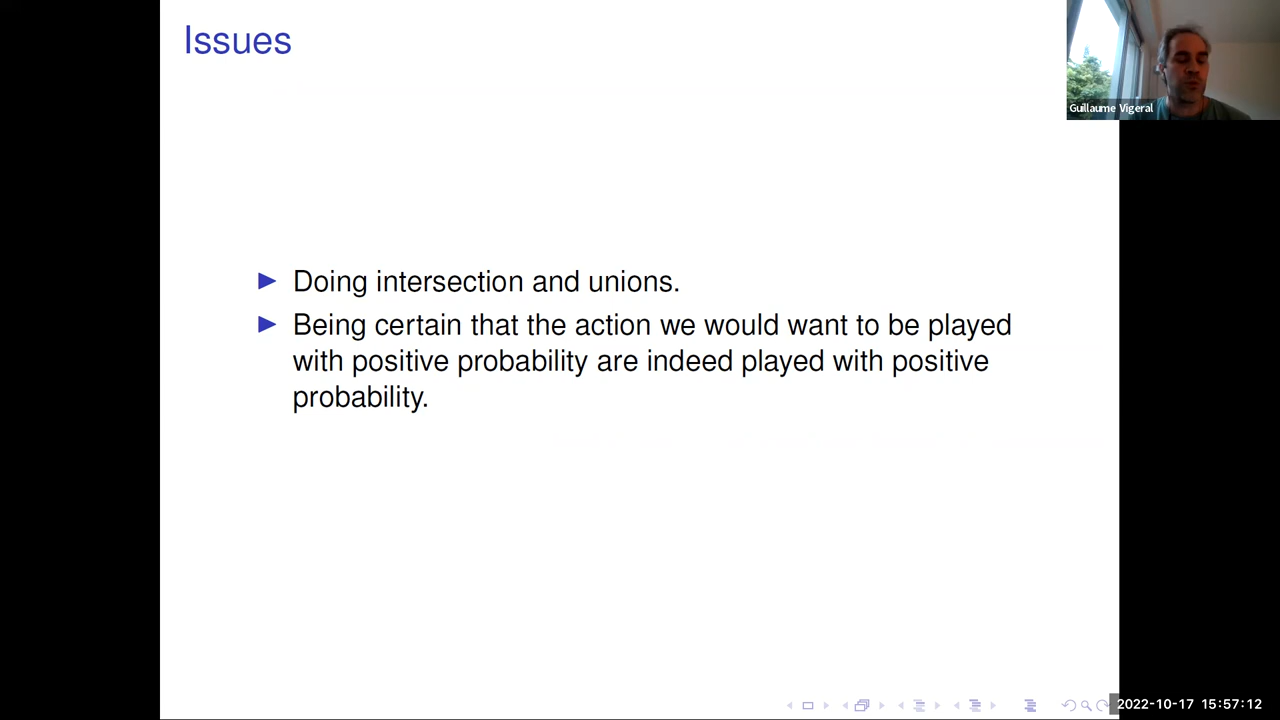 Issues
Guillaume Vigeral
▶ Doing intersection and unions.
▶ Being certain that the action we would want to be played
with positive probability are indeed played with positive
probability.
2022-10-17 15:57:12